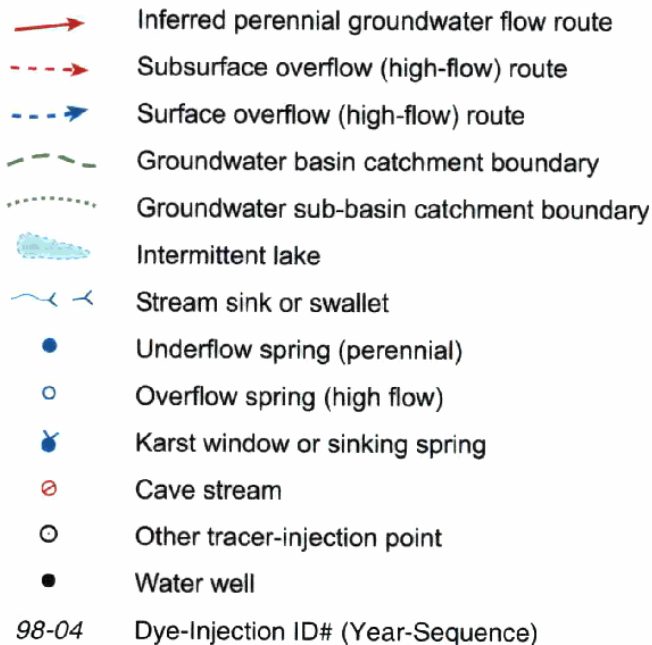 Inferred perennial groundwater flow route
Subsurface overflow (high-flow) route
Surface overflow (high-flow) route
Groundwater basin catchment boundary
Groundwater sub-basin catchment boundary
Intermittent lake
Stream sink or swallet
Underflow spring (perennial)
Overflow spring (high flow)
Karst window or sinking spring
Cave stream
Other tracer-injection point
Water well
98-04 Dye-Injection ID# (Year-Sequence)